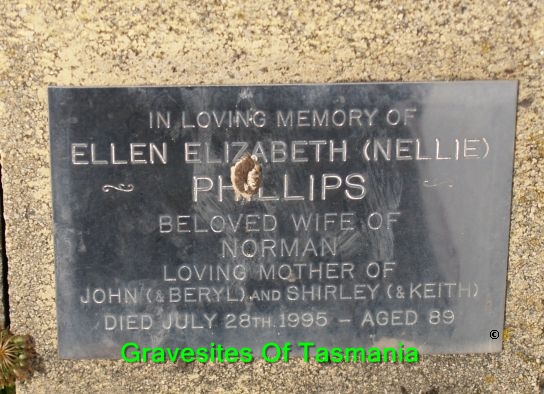 IN LOVING MEMORY OF
ELLEN ELIZABETH (NELLIE)
PHILLIPS
BELOVED WIFE OF
NORMAN
LOVING MOTHER OF
JOHN (& BERYL) AND SHIRLEY (& KEITH)
DIED JULY 28TH. 1995 – AGED 89
©
Gravesites Of Tasmania